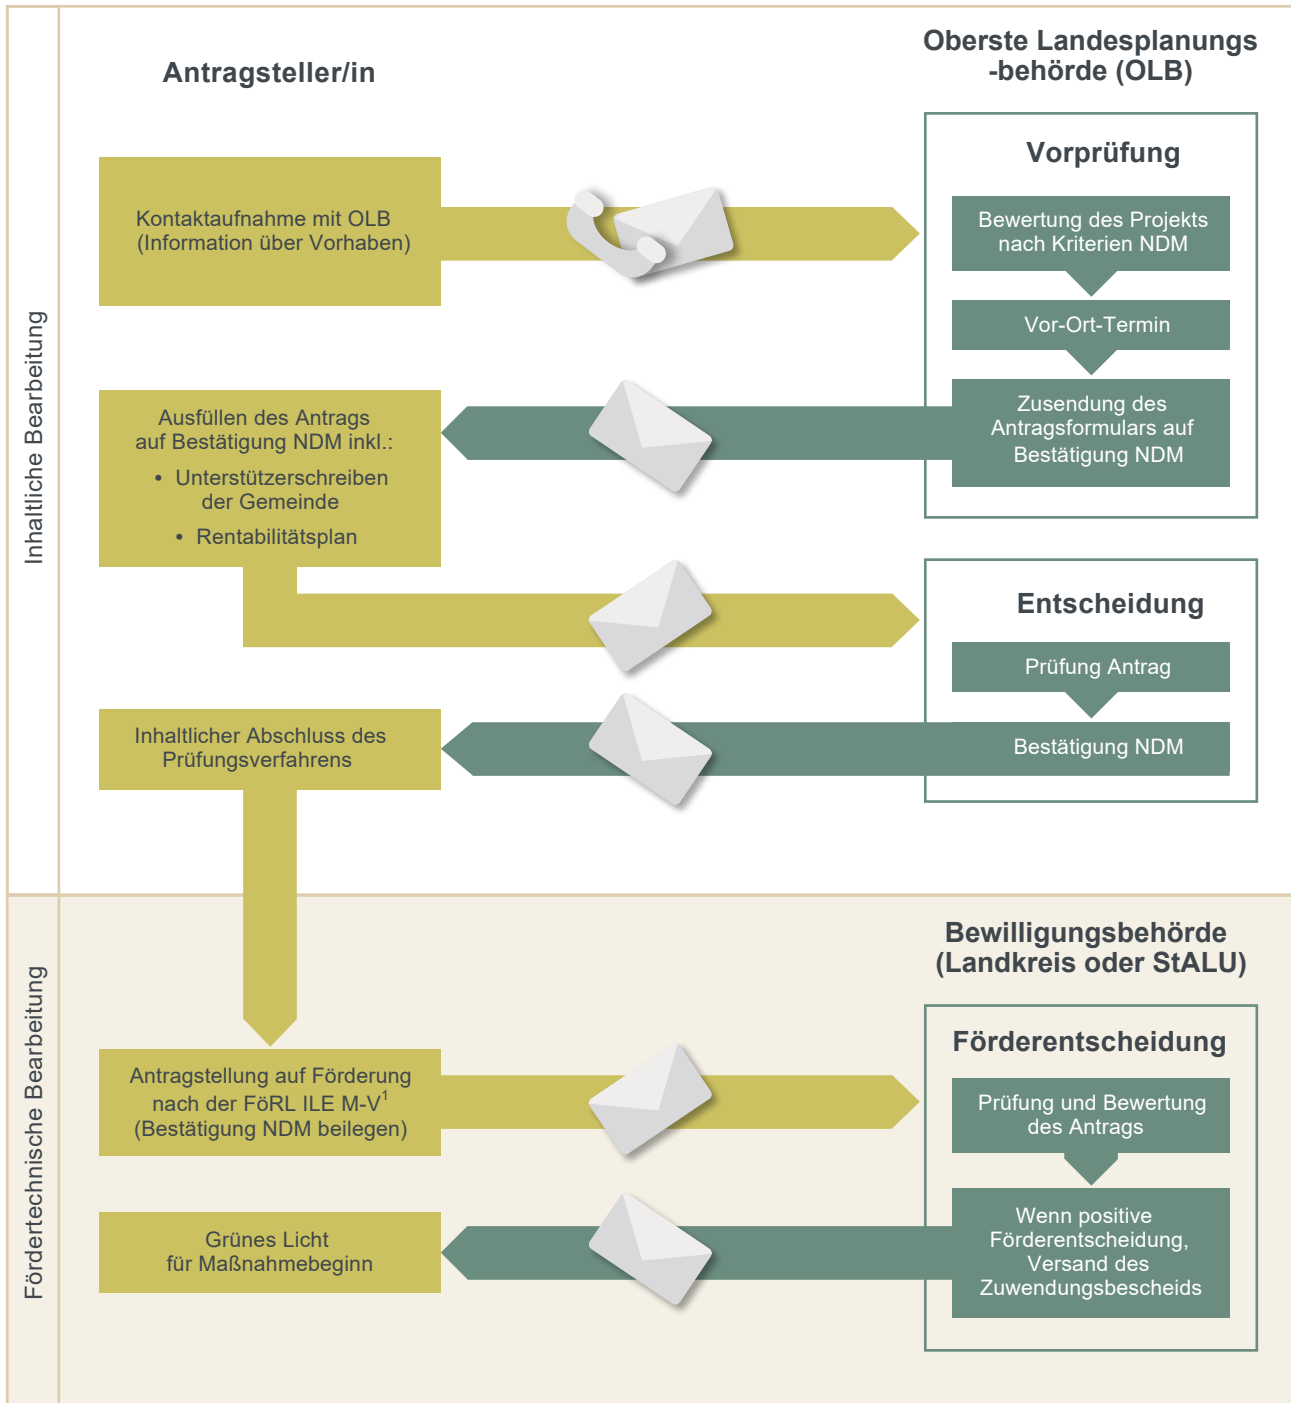 Antragsteller/in
Oberste Landesplanungs
-behörde (OLB)
Inhaltliche Bearbeitung
Kontaktaufnahme mit OLB
(Information über Vorhaben)
Vorprüfung
Bewertung des Projekts
nach Kriterien NDM
Vor-Ort-Termin
Zusendung des
Antragsformulars auf
Bestätigung NDM
Ausfüllen des Antrags
auf Bestätigung NDM inkl.:
• Unterstützerschreiben
der Gemeinde
• Rentabilitätsplan
Entscheidung
Prüfung Antrag
Bestätigung NDM
Inhaltlicher Abschluss des
Prüfungsverfahrens
Fördertechnische Bearbeitung
Bewilligungsbehörde
(Landkreis oder StALU)
Antragstellung auf Förderung
nach der FöRL ILE M-V¹
(Bestätigung NDM beilegen)
Förderentscheidung
Prüfung und Bewertung
des Antrags
Wenn positive
Förderentscheidung,
Versand des
Zuwendungsbescheids
Grünes Licht
für Maßnahmebeginn